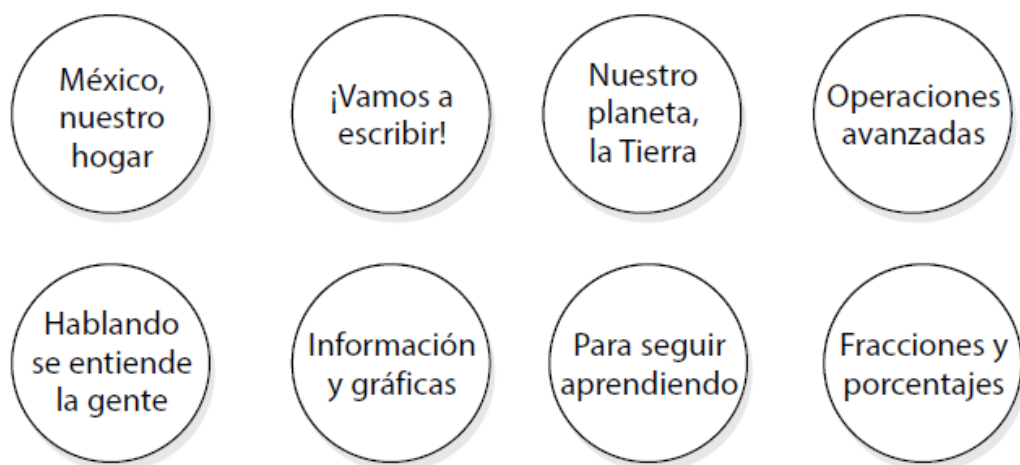 México,
nuestro
hogar
¡Vamos a
escribir!
Nuestro
planeta,
la Tierra
Operaciones
avanzadas
Hablando
se entiende
la gente
Información
y gráficas
Para seguir
aprendiendo
Fracciones y
porcentajes